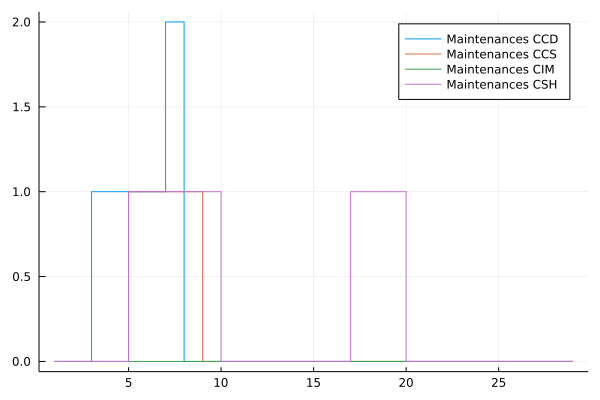 2.0
Maintenances CCD
Maintenances CCS
Maintenances CIM
Maintenances CSH
1.5
1.0
0.5
0.0
5 10 15 20 25